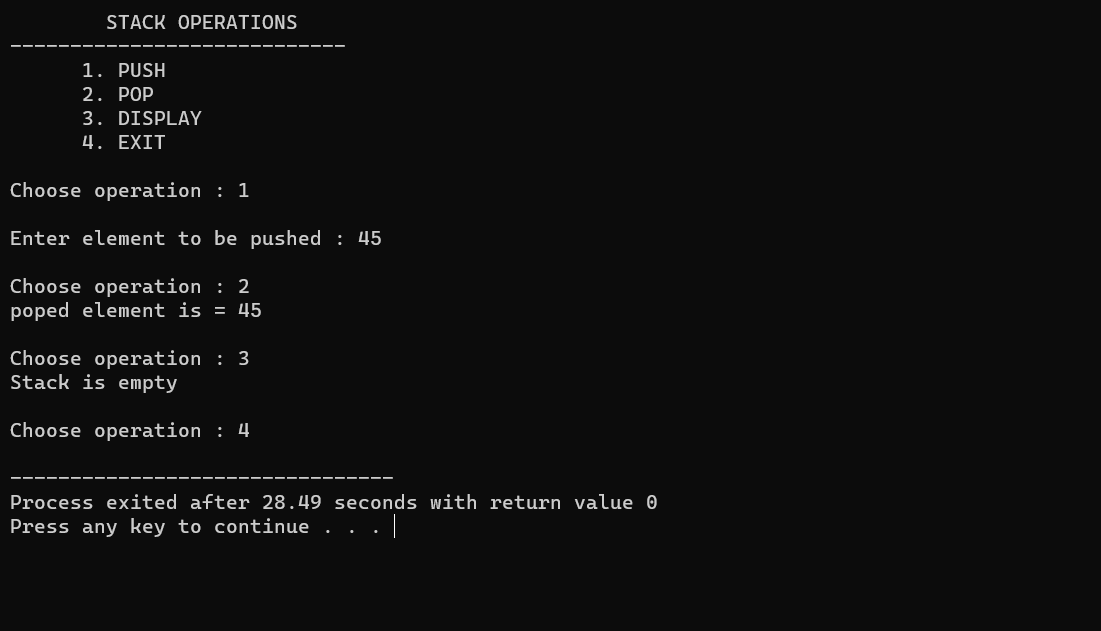 STACK OPERATIONS
----------------------------
1. PUSH
2. POP
3. DISPLAY
4. EXIT
Choose operation : 1
Enter element to be pushed : 45
Choose operation : 2
poped element is = 45
Choose operation : 3
Stack is empty
Choose operation : 4
--------------------------------
Process exited after 28.49 seconds with return value 0
Press any key to continue . . .